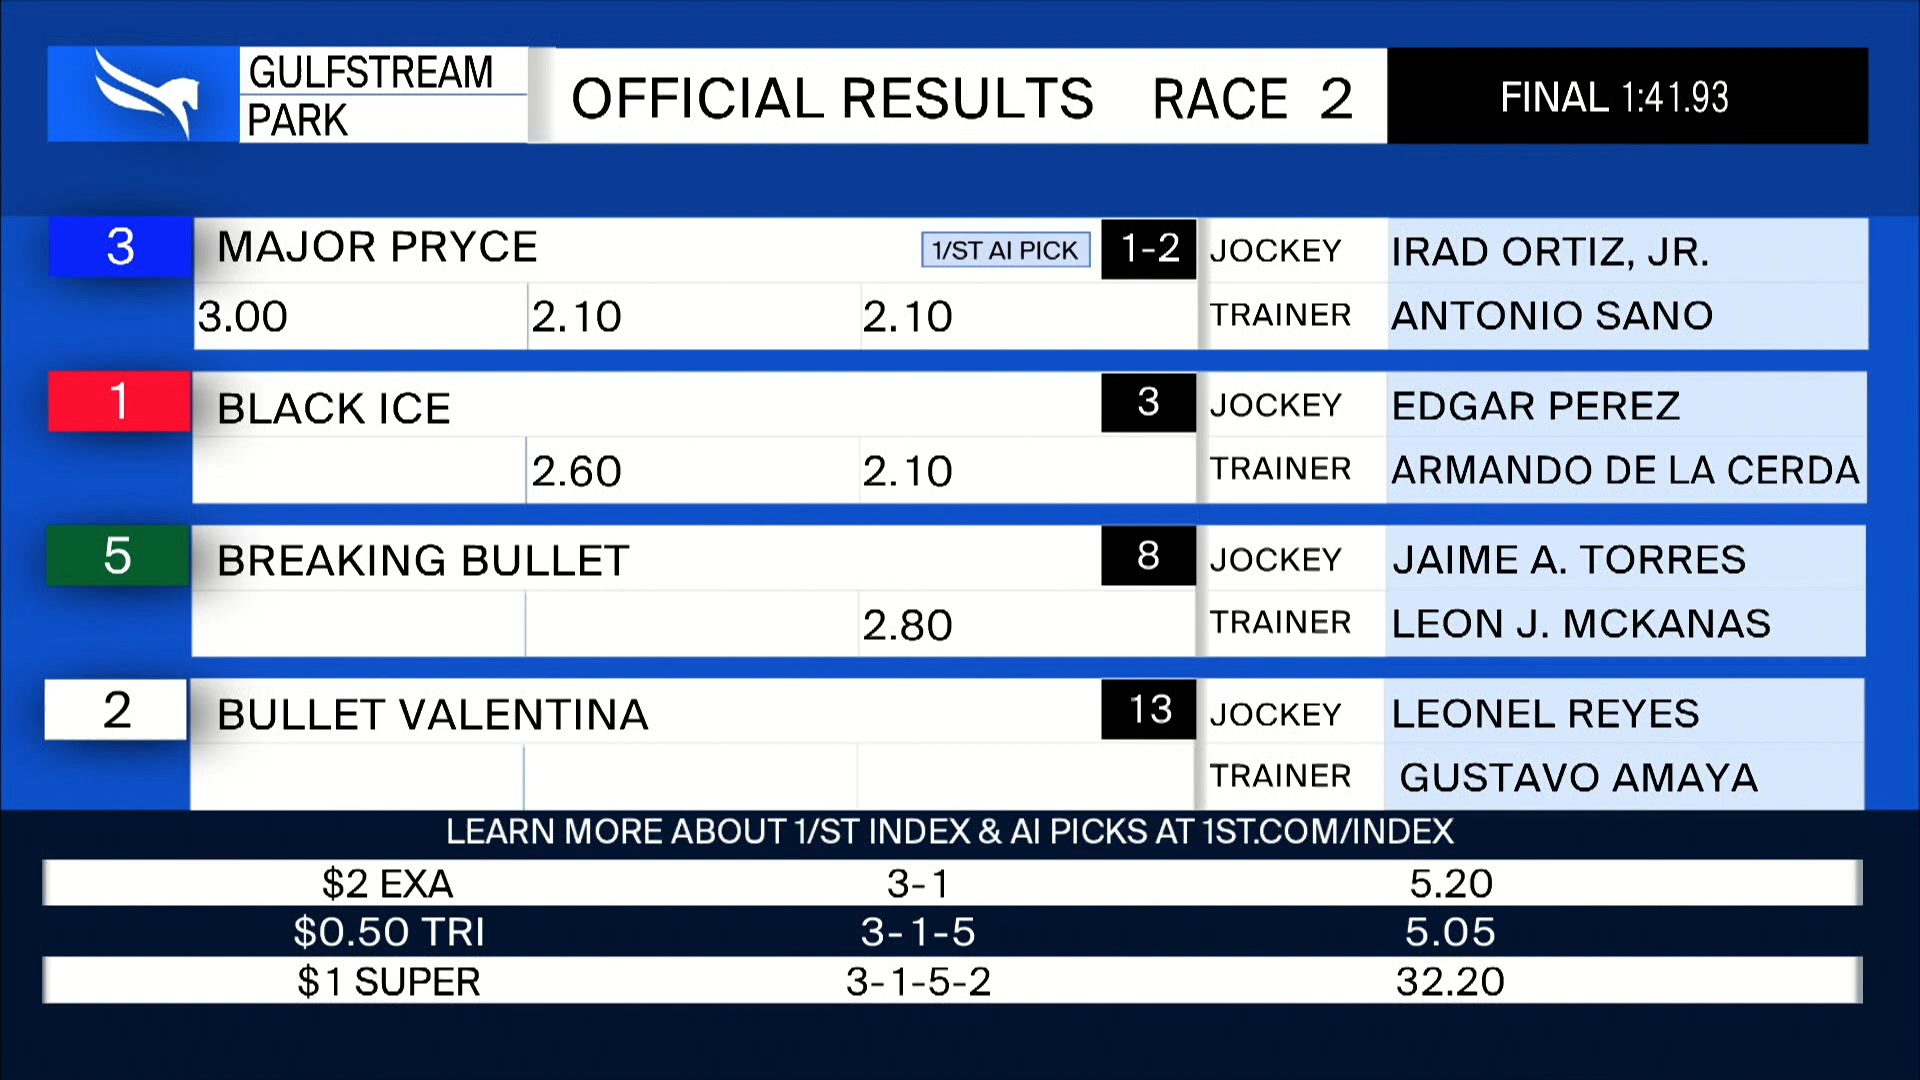 GULFSTREAM
PARK
OFFICIAL RESULTS RACE 2 FINAL 1:41.93
3 MAJOR PRYCE 1/ST AI PICK 1-2 JOCKEY IRAD ORTIZ, JR.
3.00 2.10 2.10 TRAINER ANTONIO SANO
1 BLACK ICE 3 JOCKEY EDGAR PEREZ
2.60 2.10 TRAINER ARMANDO DE LA CERDA
5 BREAKING BULLET 8 JOCKEY JAIME A. TORRES
2.80 TRAINER LEON J. MCKANAS
2 BULLET VALENTINA 13 JOCKEY LEONEL REYES
TRAINER GUSTAVO AMAYA
LEARN MORE ABOUT 1/ST INDEX & AI PICKS AT 1ST.COM/INDEX
$2 EXA 3-1 5.20
$0.50 TRI 3-1-5 5.05
$1 SUPER 3-1-5-2 32.20